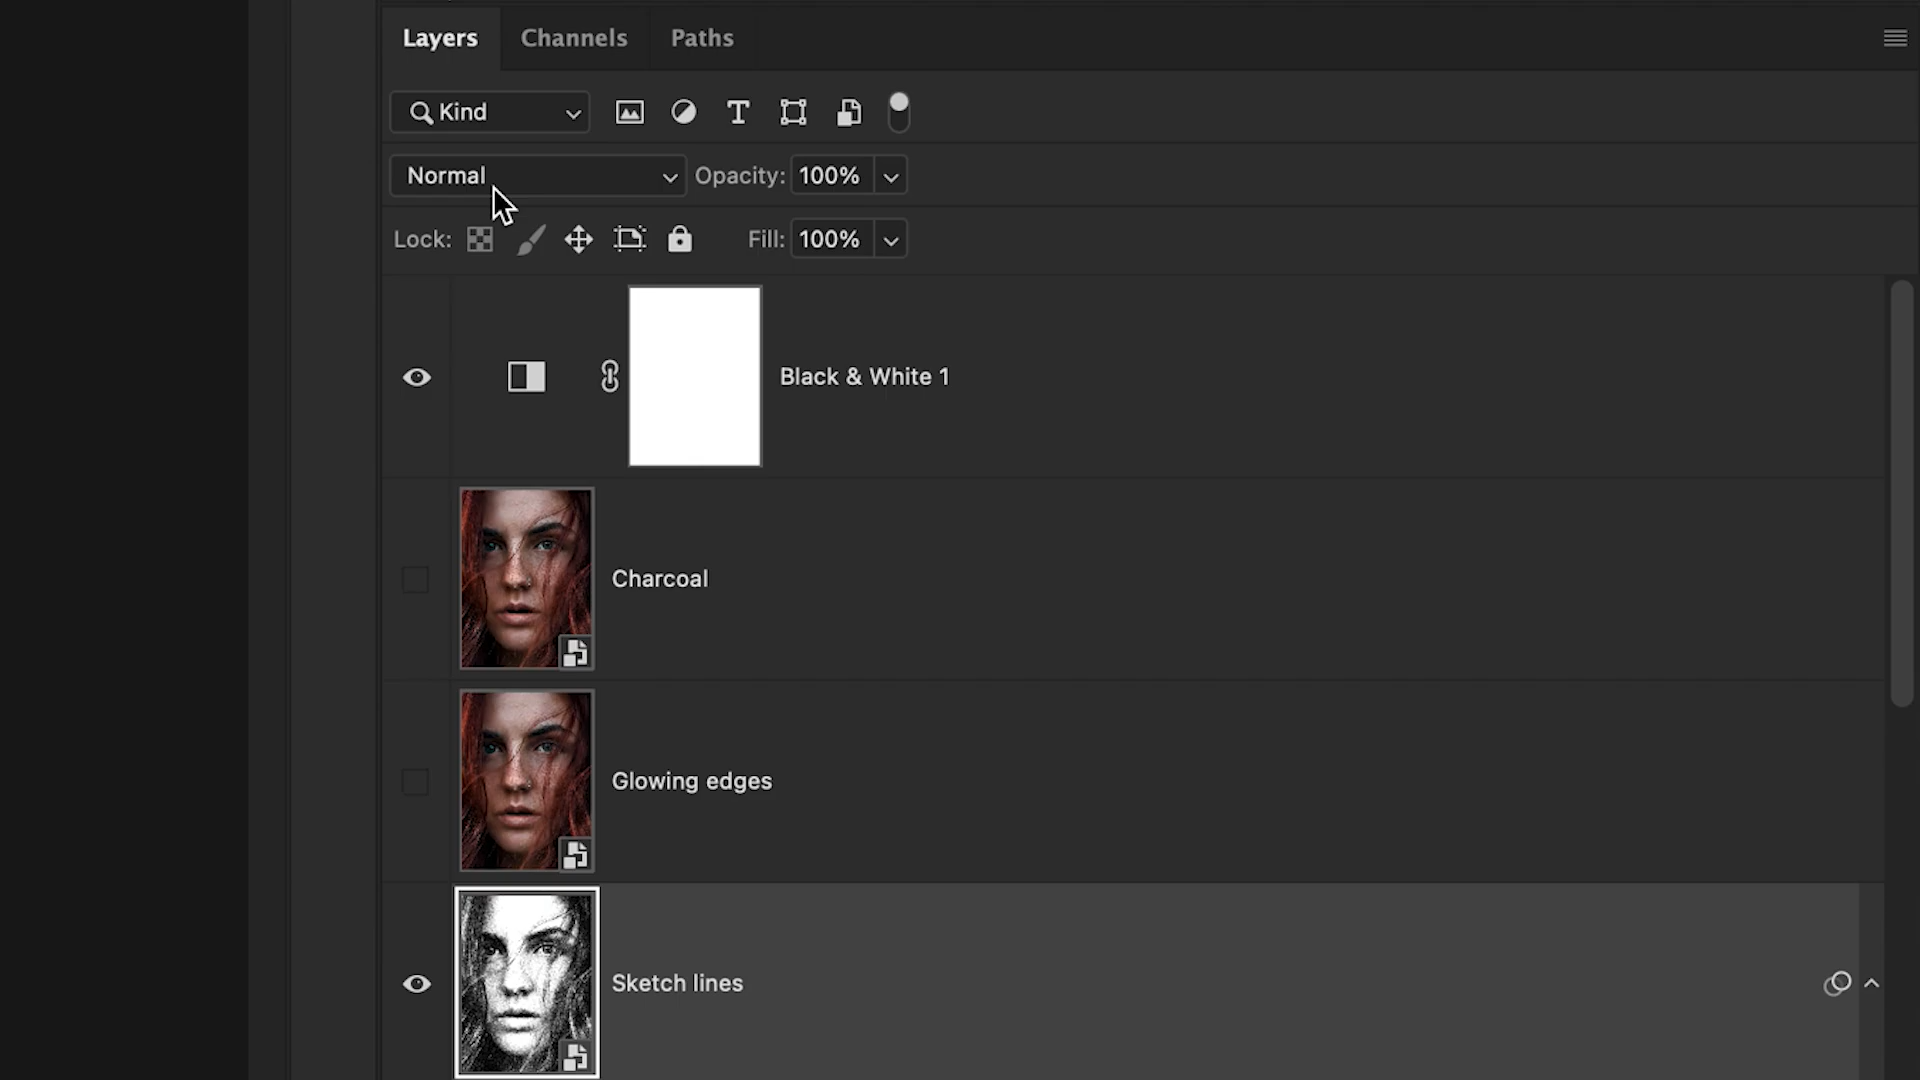 Layers Channels Paths
Kind
Normal Opacity: 100%
Lock: Fill: 100%
Black & White 1
Charcoal
Glowing edges
Sketch lines